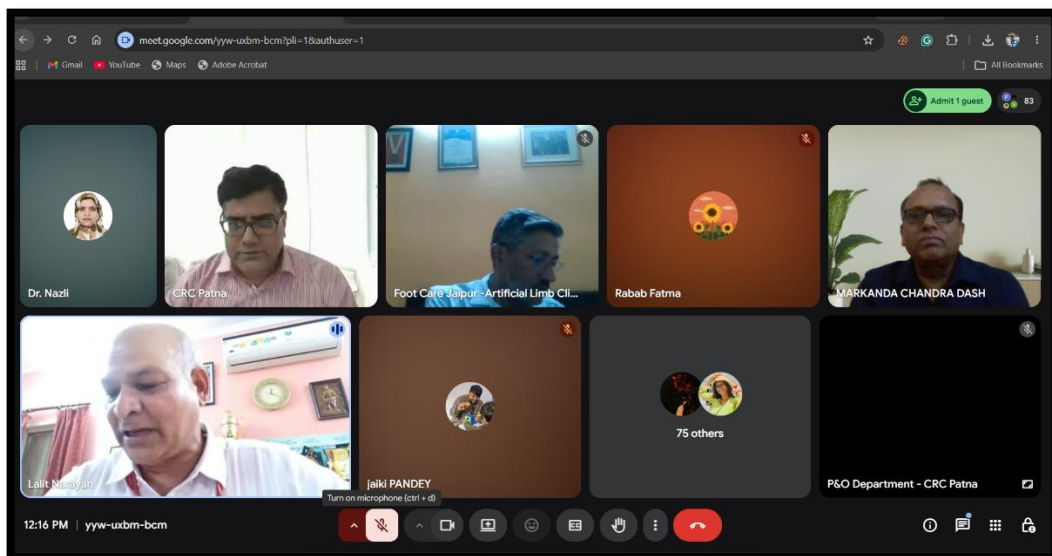 meet.google.com/yyw-uxbm-bcm?pli=1&authuser=1
Gmail YouTube Maps Adobe Acrobat All Bookmarks
Admit 1 guest 83
Dr. Nazli
CRC Patna
Foot Care Jaipur -Artificial Limb Cli...
Rabab Fatma
MARKANDA CHANDRA DASH
Lalit Narayan
jaiki PANDEY
75 others
P&O Department - CRC Patna
Turn on microphone (ctrl + d)
12:16 PM | yyw-uxbm-bcm